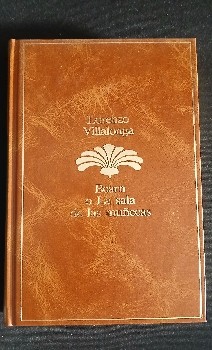 Lorenzo
Villalonga
Bearn
o La sala
de las muñecas